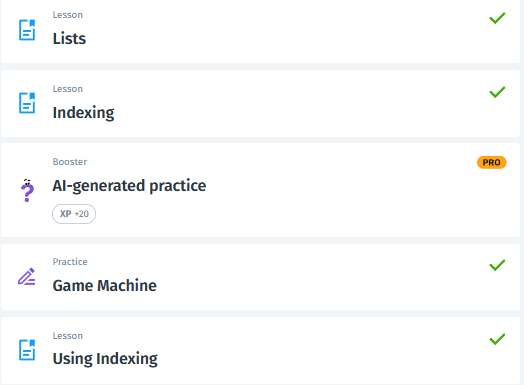 Lesson
Lists
Lesson
Indexing
Booster
PRO
AI-generated practice
XP +20
Practice
Game Machine
Lesson
Using Indexing